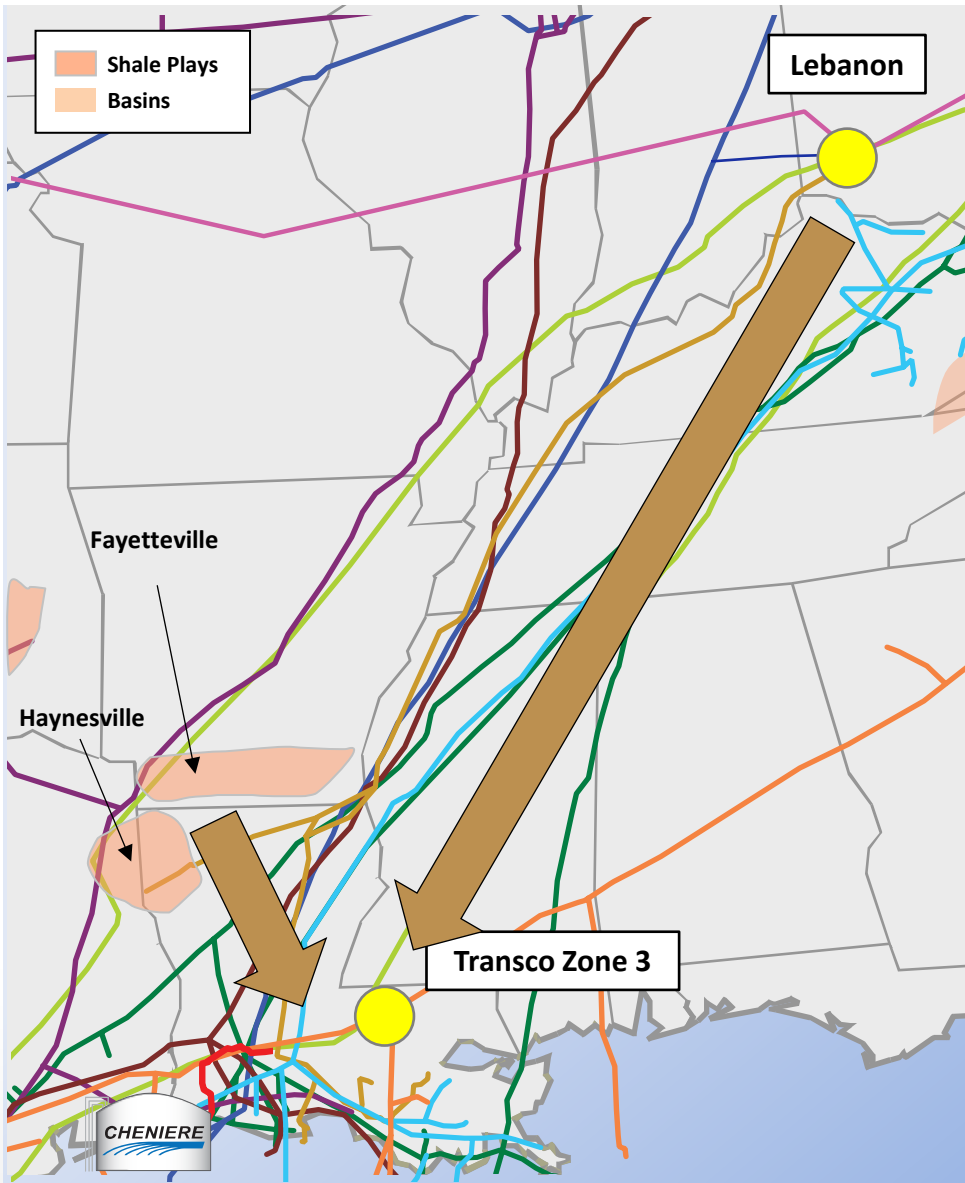 Shale Plays
Basins
Lebanon
Fayetteville
Haynesville
Transco Zone 3
CHENIERE